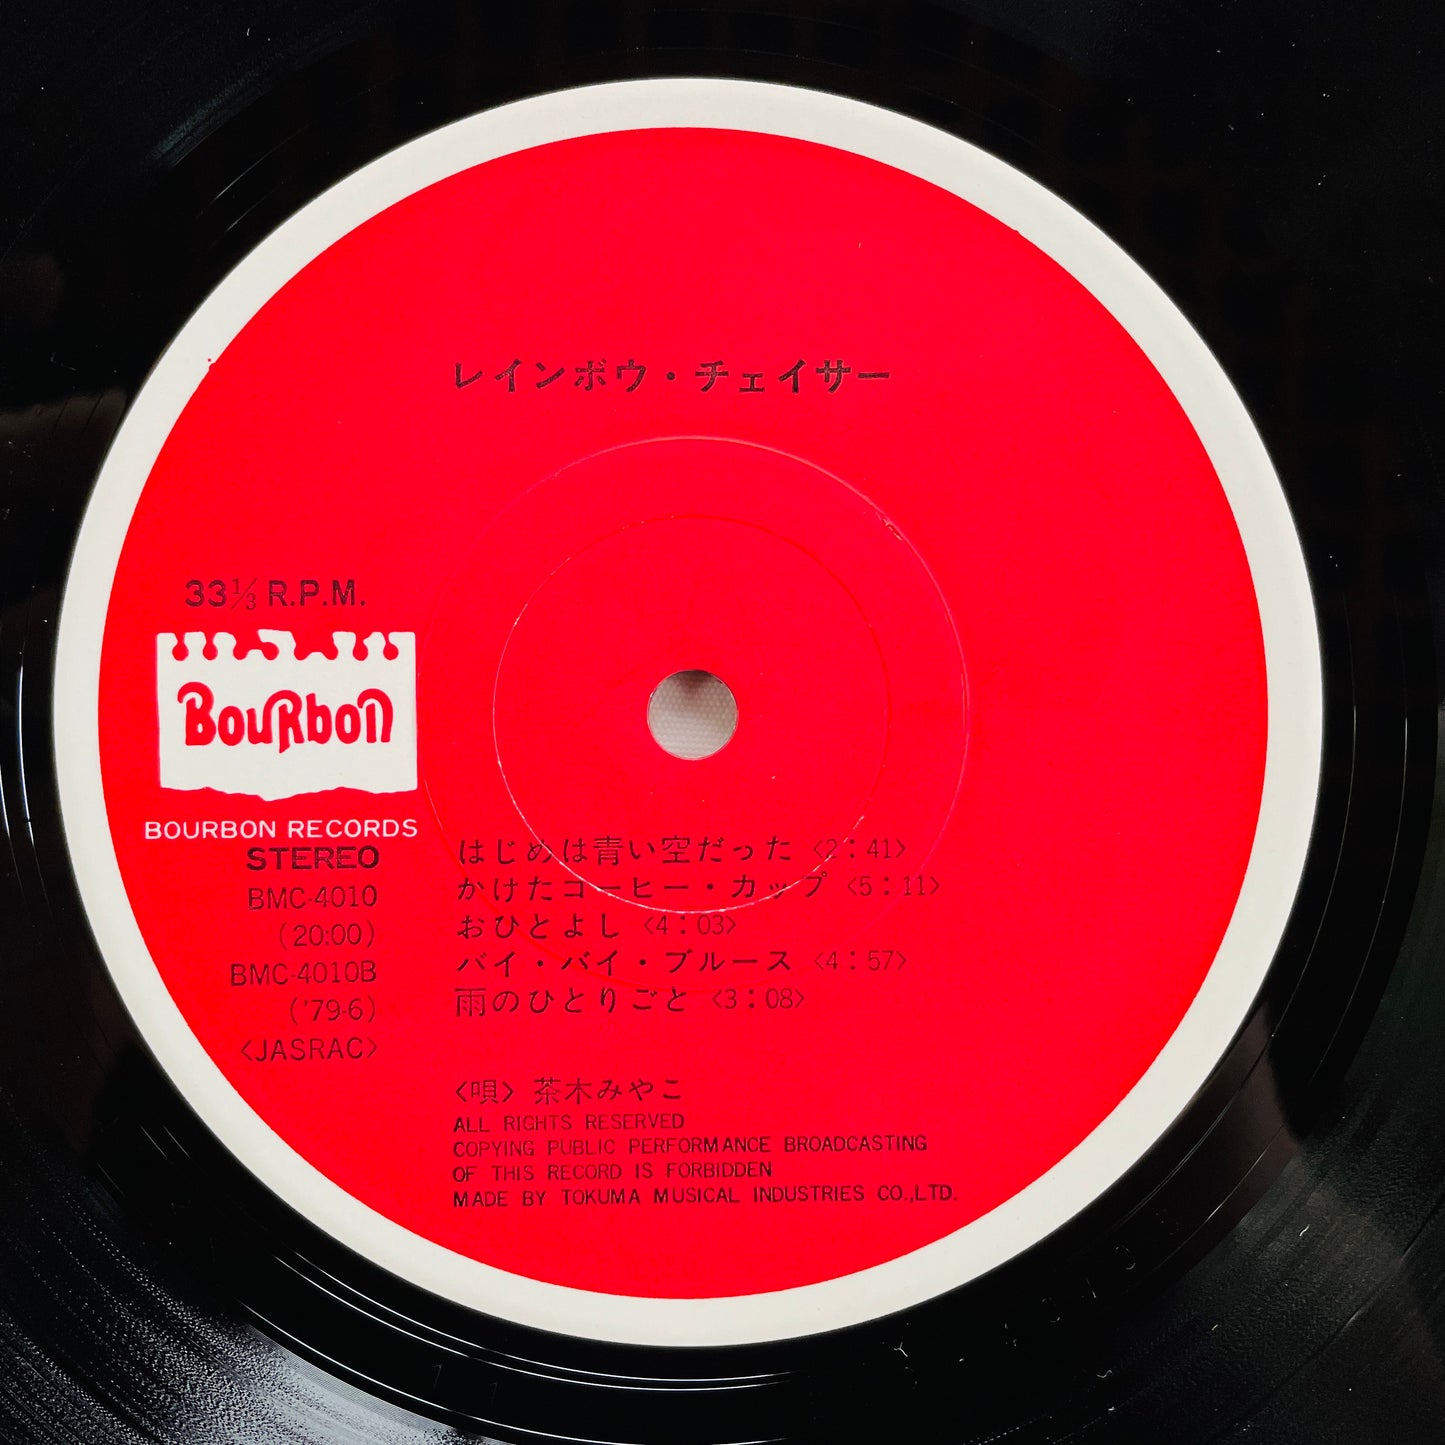 レインボウ・チェイサー
33⅓ R.P.M.
BouRbon
BOURBON RECORDS
STEREO
BMC-4010
(20:00)
BMC-4010B
('79-6)
<JASRAC>
はじめは青い空だった <2:41>
かけたコーヒー・カップ <5:11>
おひとよし <4:03>
バイ・バイ・ブルース <4:57>
雨のひとりごと <3:08>
<唄> 茶木みやこ
ALL RIGHTS RESERVED
COPYING PUBLIC PERFORMANCE BROADCASTING
OF THIS RECORD IS FORBIDDEN
MADE BY TOKUMA MUSICAL INDUSTRIES CO.,LTD.